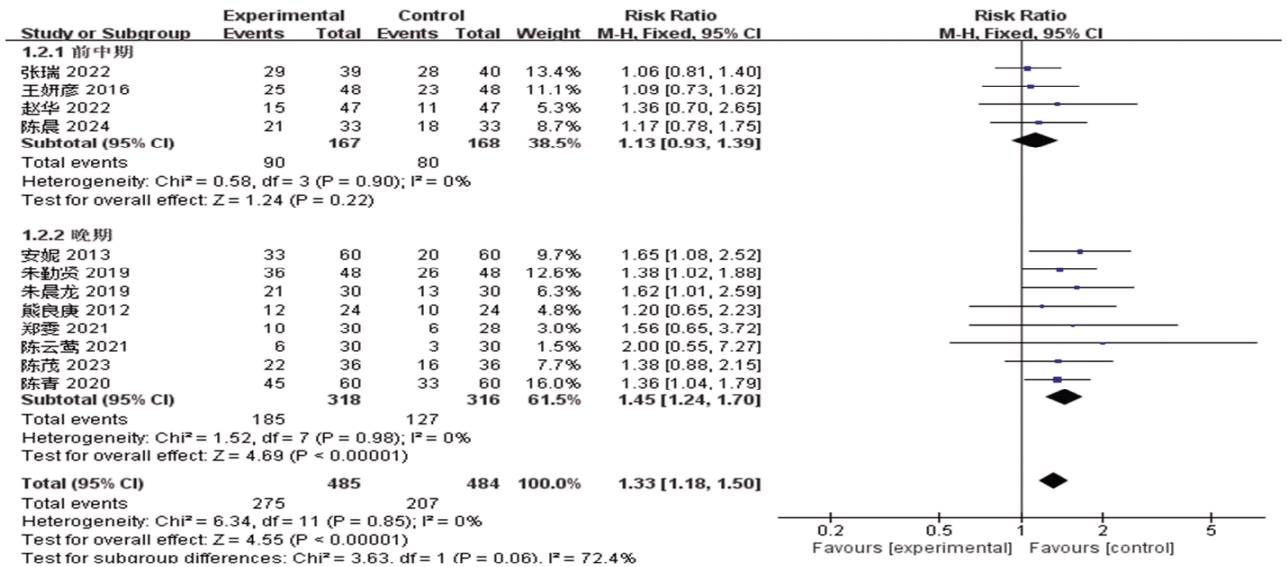 Experimental Control Risk Ratio Risk Ratio
Study or Subgroup Events Total Events Total Weight M-H, Fixed, 95% CI M-H, Fixed, 95% CI
1.2.1 前中期
张瑞 2022 29 39 28 40 13.4% 1.06 [0.81, 1.40]
王妍彦 2016 25 48 23 48 11.1% 1.09 [0.73, 1.62]
赵华 2022 15 47 11 47 5.3% 1.36 [0.70, 2.65]
陈晨 2024 21 33 18 33 8.7% 1.17 [0.78, 1.75]
Subtotal (95% CI) 167 168 38.5% 1.13 [0.93, 1.39]
Total events 90 80
Heterogeneity: Chi² = 0.58, df = 3 (P = 0.90); I² = 0%
Test for overall effect: Z = 1.24 (P = 0.22)
1.2.2 晚期
安妮 2013 33 60 20 60 9.7% 1.65 [1.08, 2.52]
朱勤贤 2019 36 48 26 48 12.6% 1.38 [1.02, 1.88]
朱晨龙 2019 21 30 13 30 6.3% 1.62 [1.01, 2.59]
熊良庚 2012 12 24 10 24 4.8% 1.20 [0.65, 2.23]
郑雯 2021 10 30 6 28 3.0% 1.56 [0.65, 3.72]
陈云莺 2021 6 30 3 30 1.5% 2.00 [0.55, 7.27]
陈茂 2023 22 36 16 36 7.7% 1.38 [0.88, 2.15]
陈青 2020 45 60 33 60 16.0% 1.36 [1.04, 1.79]
Subtotal (95% CI) 318 316 61.5% 1.45 [1.24, 1.70]
Total events 185 127
Heterogeneity: Chi² = 1.52, df = 7 (P = 0.98); I² = 0%
Test for overall effect: Z = 4.69 (P < 0.00001)
Total (95% CI) 485 484 100.0% 1.33 [1.18, 1.50]
Total events 275 207
Heterogeneity: Chi² = 6.34, df = 11 (P = 0.85); I² = 0%
Test for overall effect: Z = 4.55 (P < 0.00001)
Test for subgroup differences: Chi² = 3.63, df = 1 (P = 0.06), I² = 72.4%
0.2 0.5 1 2 5
Favours [experimental] Favours [control]